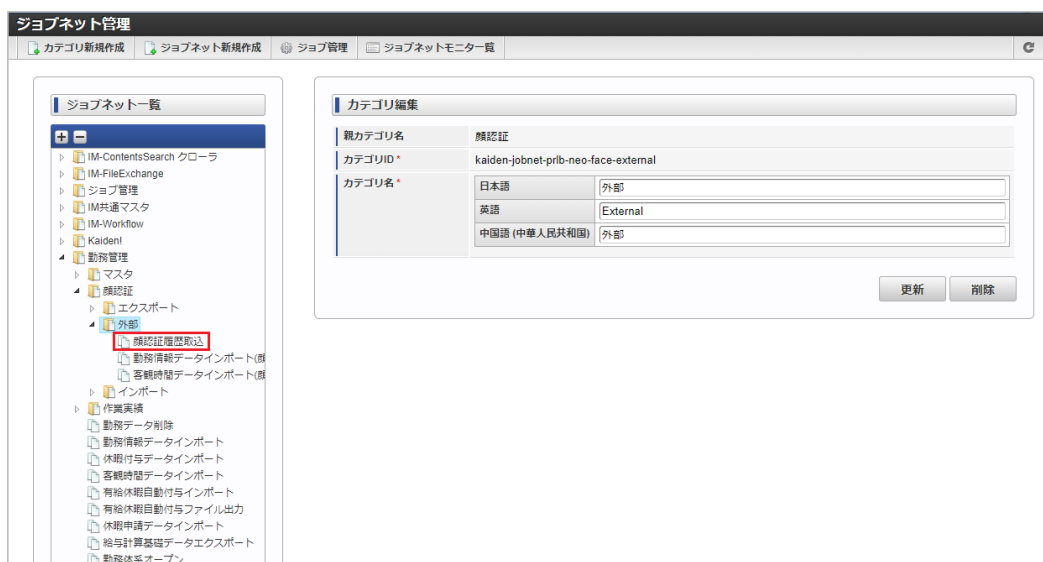 ジョブネット管理
カテゴリ新規作成 ジョブネット新規作成 ジョブ管理 ジョブネットモニター覧
ジョブネット一覧
IM-ContentsSearch クローラ
IM-FileExchange
ジョブ管理
IM共通マスタ
IM-Workflow
Kaiden!
勤務管理
マスタ
顔認証
エクスポート
外部
顔認証履歴取込
勤務情報データインポート(顔
客観時間データインポート(顔
インポート
作業実績
勤務データ削除
勤務情報データインポート
休暇付与データインポート
客観時間データインポート
有給休暇自動付与インポート
有給休暇自動付与ファイル出力
休暇申請データインポート
給与計算基礎データエクスポート
勤務体系オープン
カテゴリ編集
親カテゴリ名 顔認証
カテゴリID * kaiden-jobnet-prlb-neo-face-external
カテゴリ名 *
日本語 外部
英語 External
中国語 (中華人民共和国) 外部
更新 削除